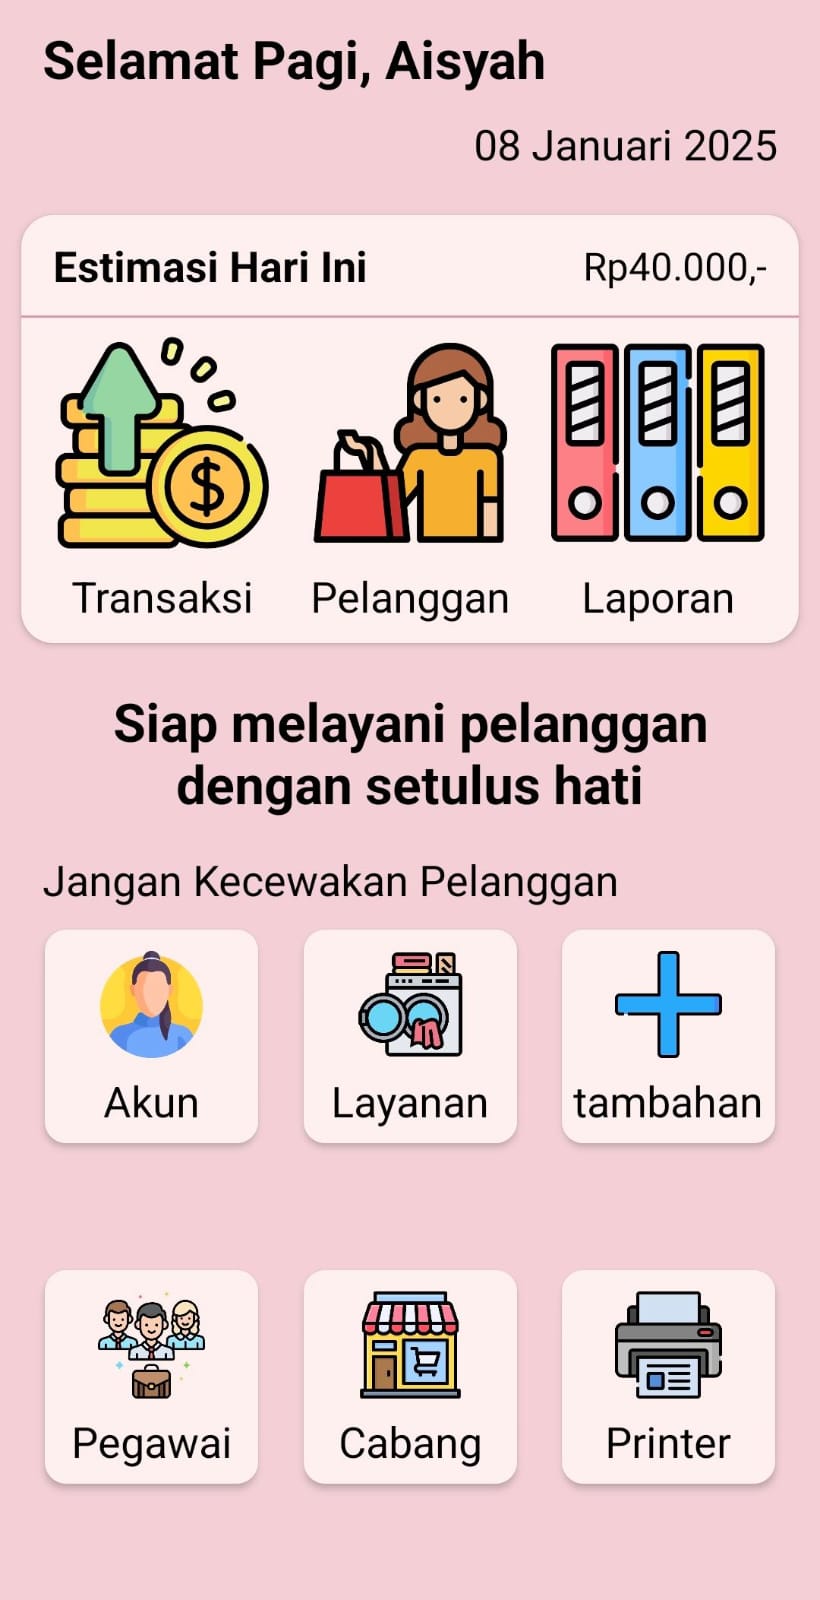 Selamat Pagi, Aisyah
08 Januari 2025
Estimasi Hari Ini Rp40.000,-
Transaksi Pelanggan Laporan
Siap melayani pelanggan
dengan setulus hati
Jangan Kecewakan Pelanggan
Akun Layanan tambahan
Pegawai Cabang Printer